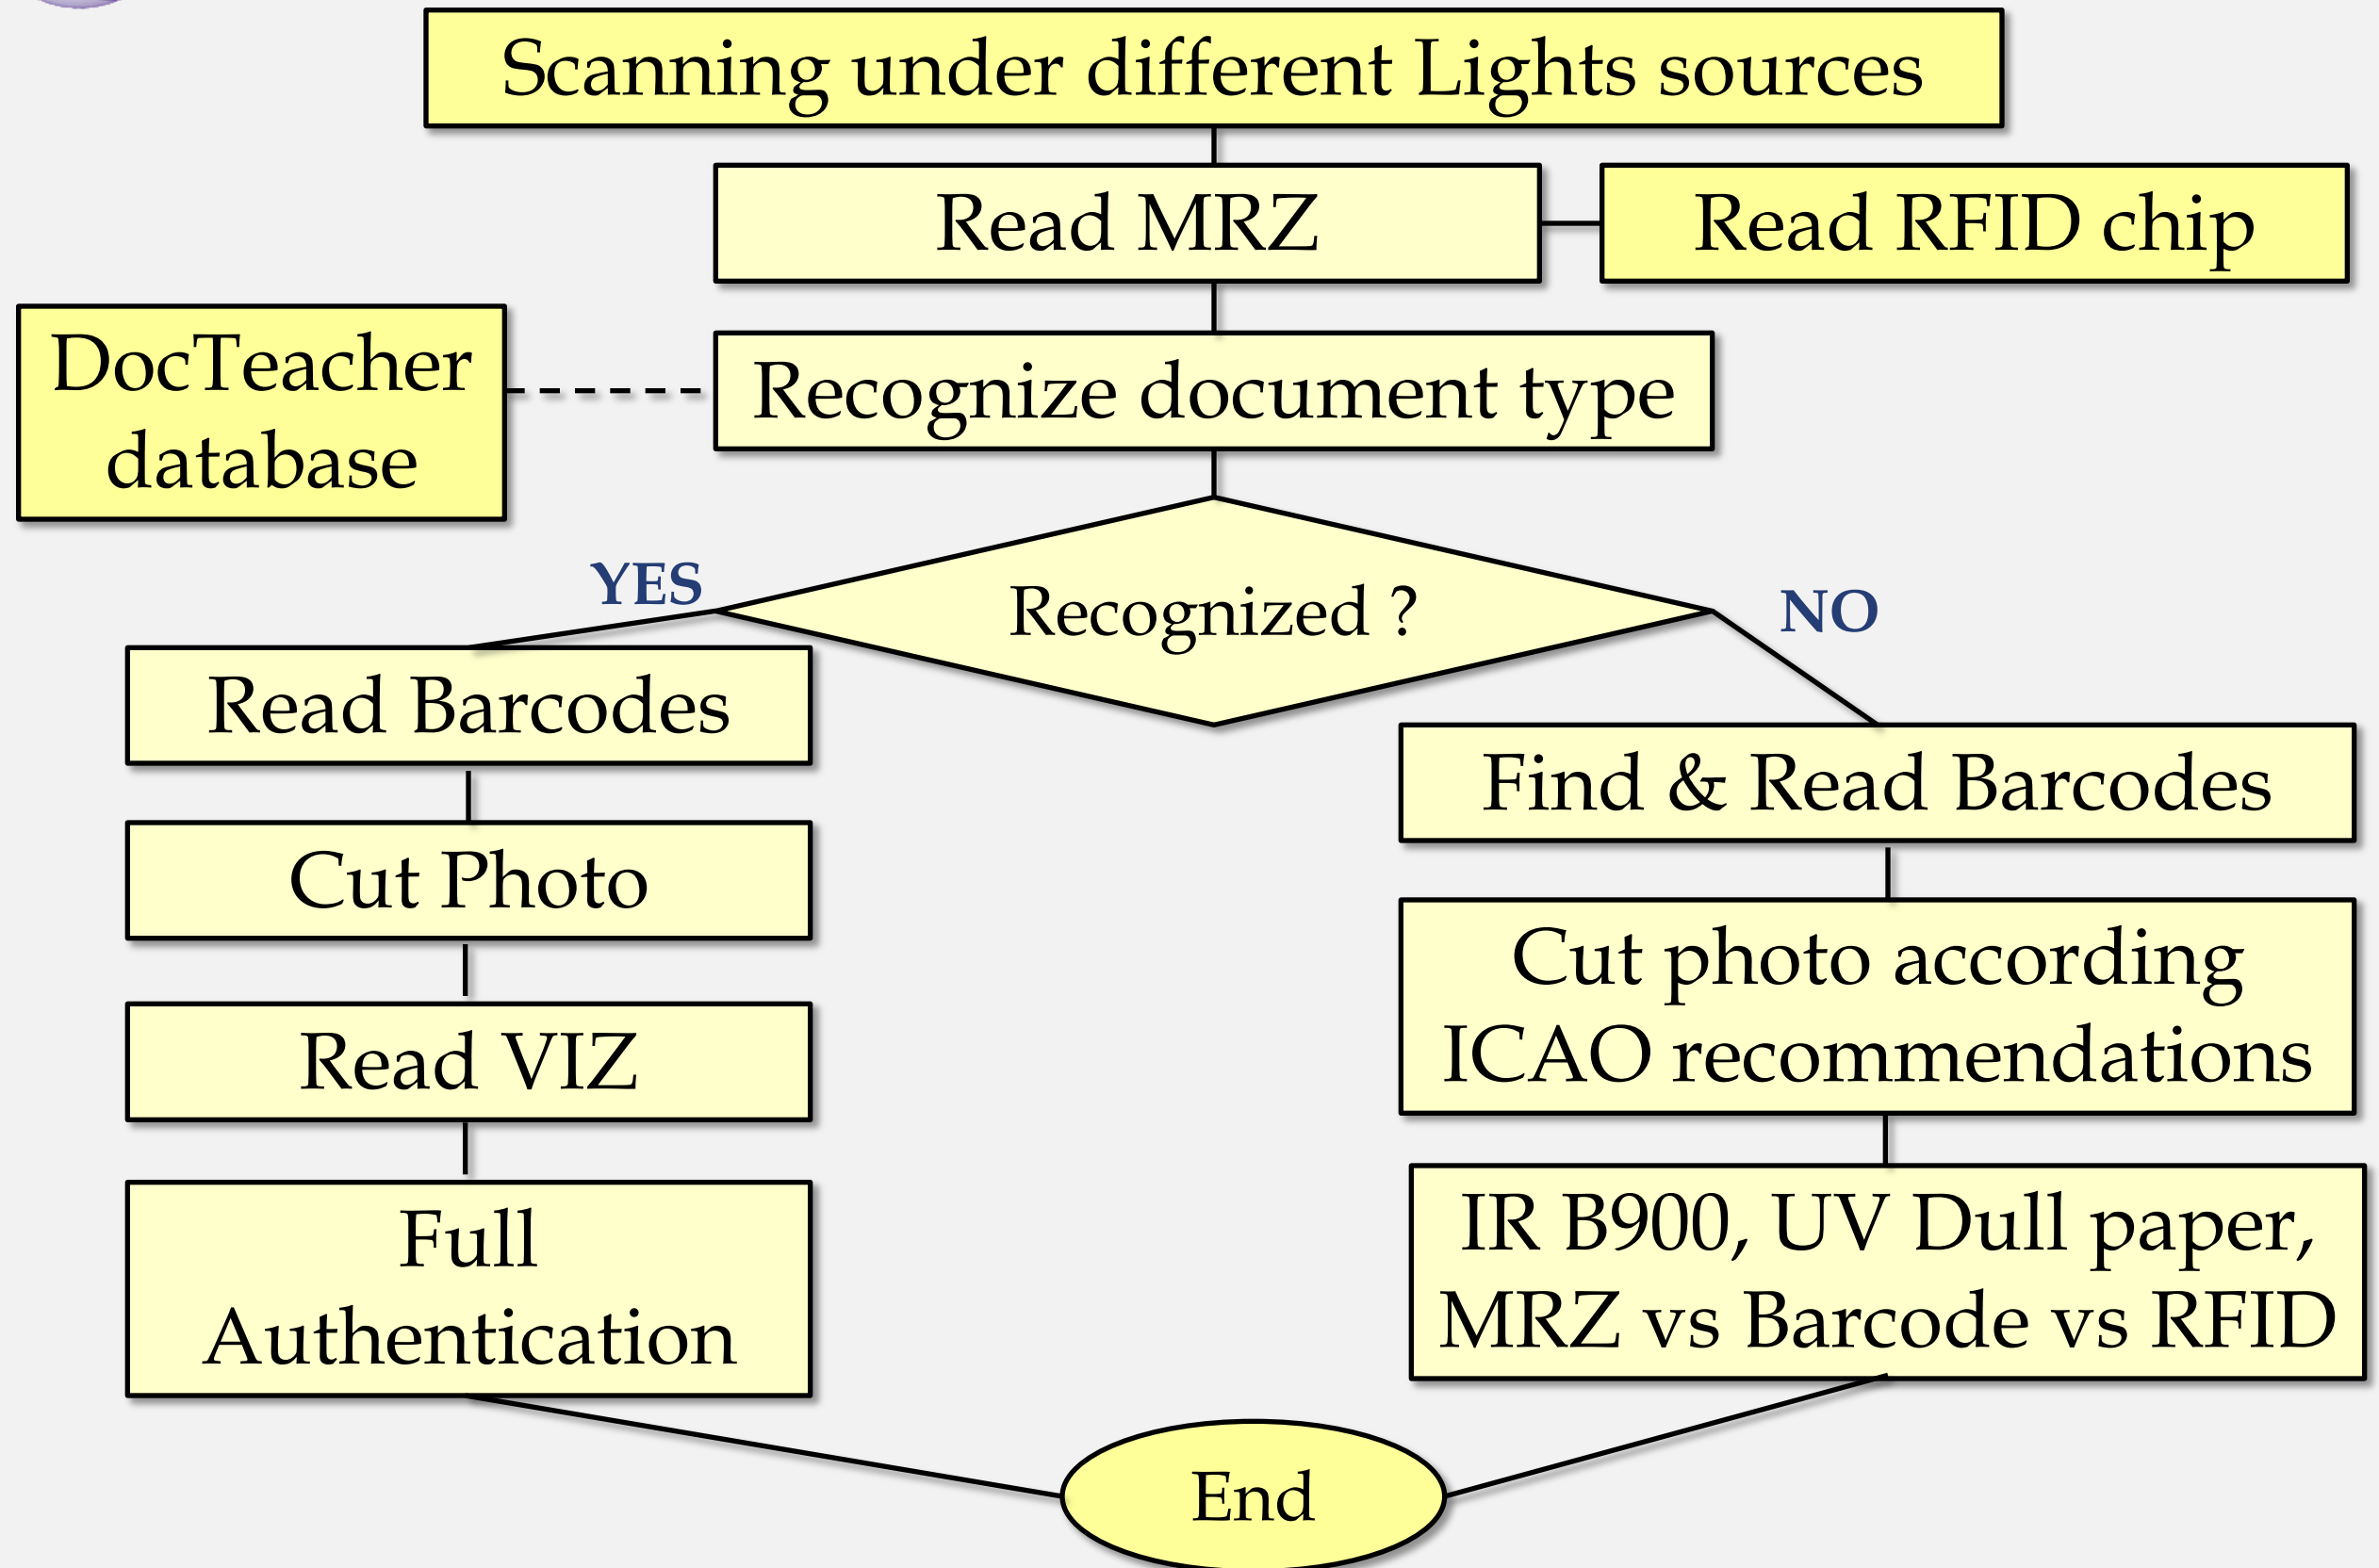 Scanning under different Lights sources
Read MRZ
Read RFID chip
DocTeacher
database
Recognize document type
YES
Recognized ?
NO
Read Barcodes
Find & Read Barcodes
Cut Photo
Cut photo according
ICAO recommendations
Read VIZ
Full
Authentication
IR B900, UV Dull paper,
MRZ vs Barcode vs RFID
End